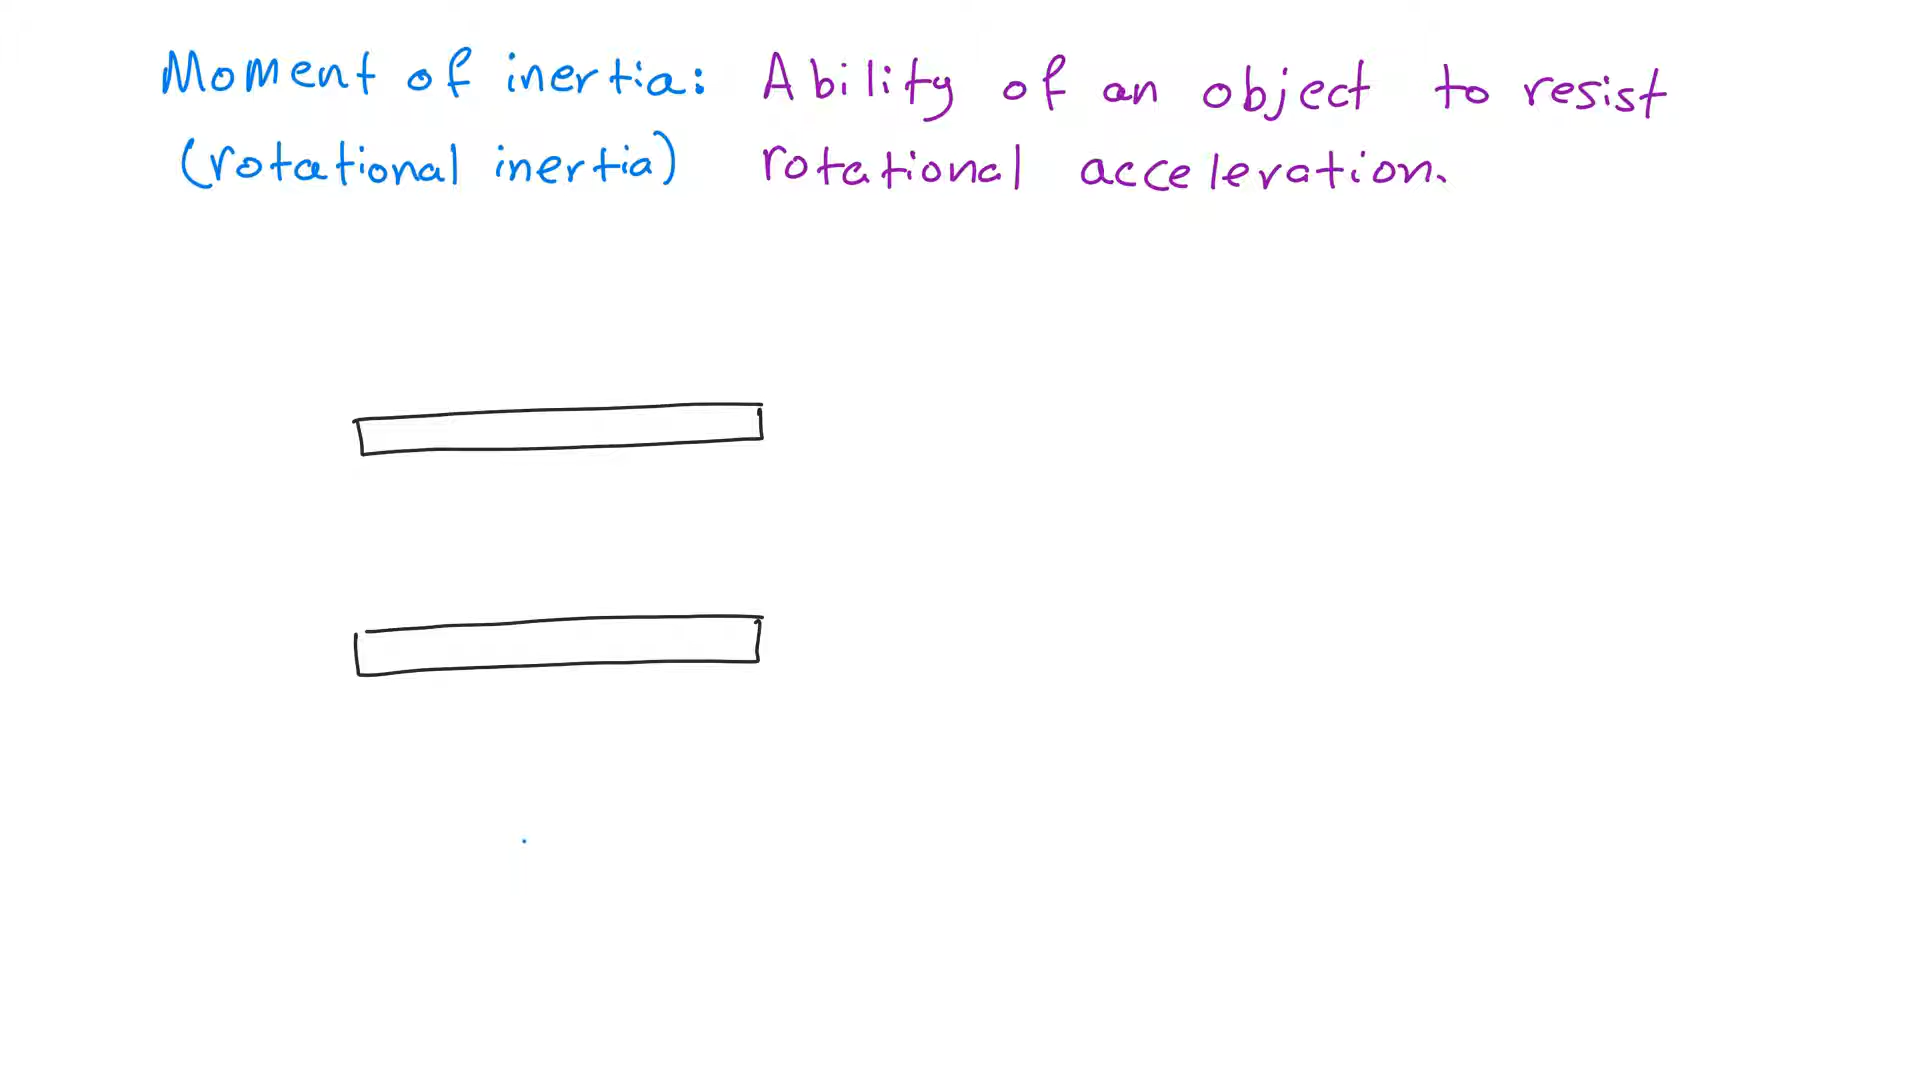 Moment of inertia: Ability of an object to resist
(rotational inertia) rotational acceleration.